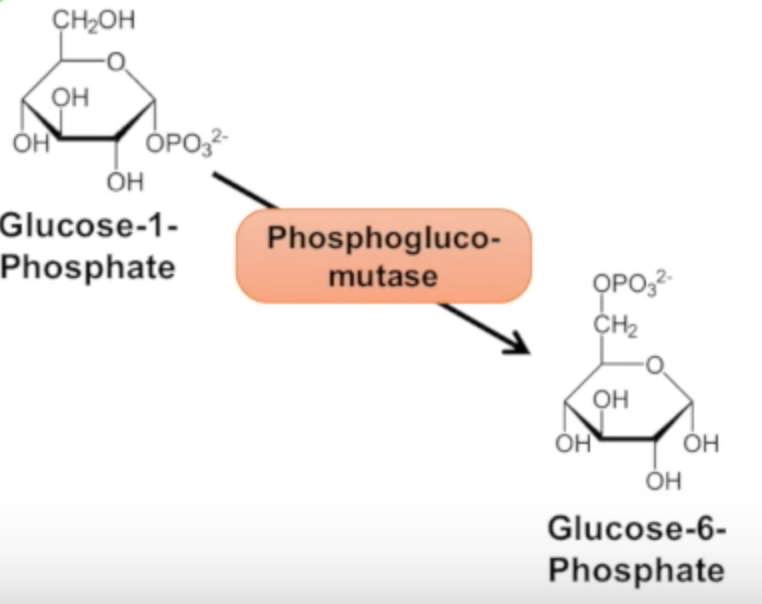 CH₂OH
O
OH
OH
OPO₃²⁻
OH
Glucose-1-
Phosphate
Phosphogluco-
mutase
OPO₃²⁻
CH₂
O
OH
OH
OH
OH
Glucose-6-
Phosphate